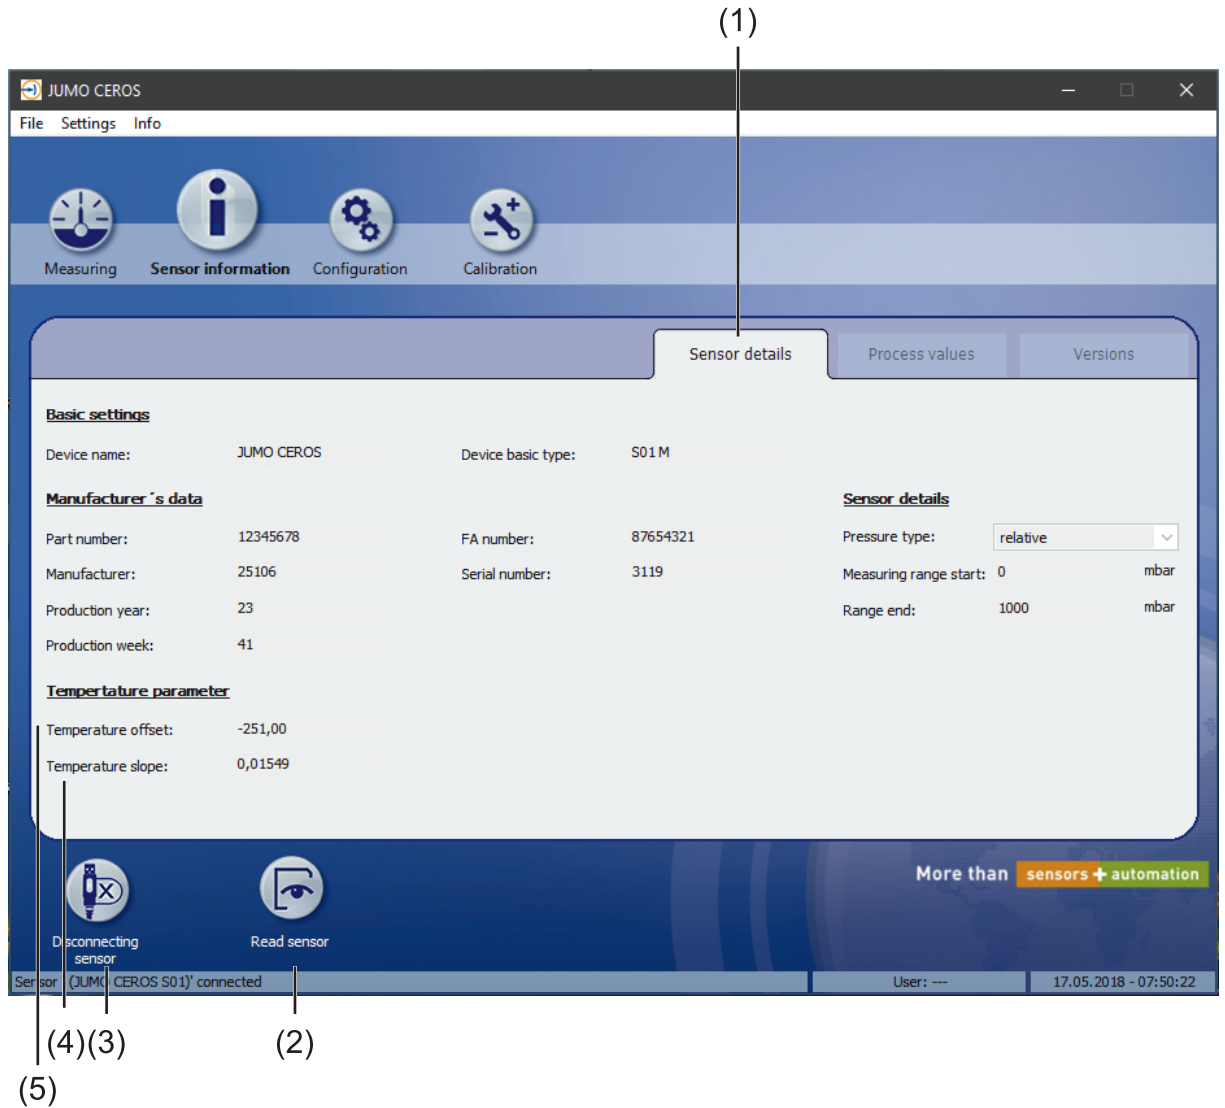 (1)
JUMO CEROS
File Settings Info
Measuring Sensor information Configuration Calibration
Sensor details Process values Versions
Basic settings
Device name: JUMO CEROS Device basic type: S01 M
Manufacturer´s data Sensor details
Part number: 12345678 FA number: 87654321 Pressure type: relative
Manufacturer: 25106 Serial number: 3119 Measuring range start: 0 mbar
Production year: 23 Range end: 1000 mbar
Production week: 41
Tempertature parameter
Temperature offset: -251,00
Temperature slope: 0,01549
More than sensors + automation
Disconnecting sensor Read sensor
Sensor (JUMO CEROS S01)' connected User: --- 17.05.2018 - 07:50:22
(4) (3) (2)
(5)